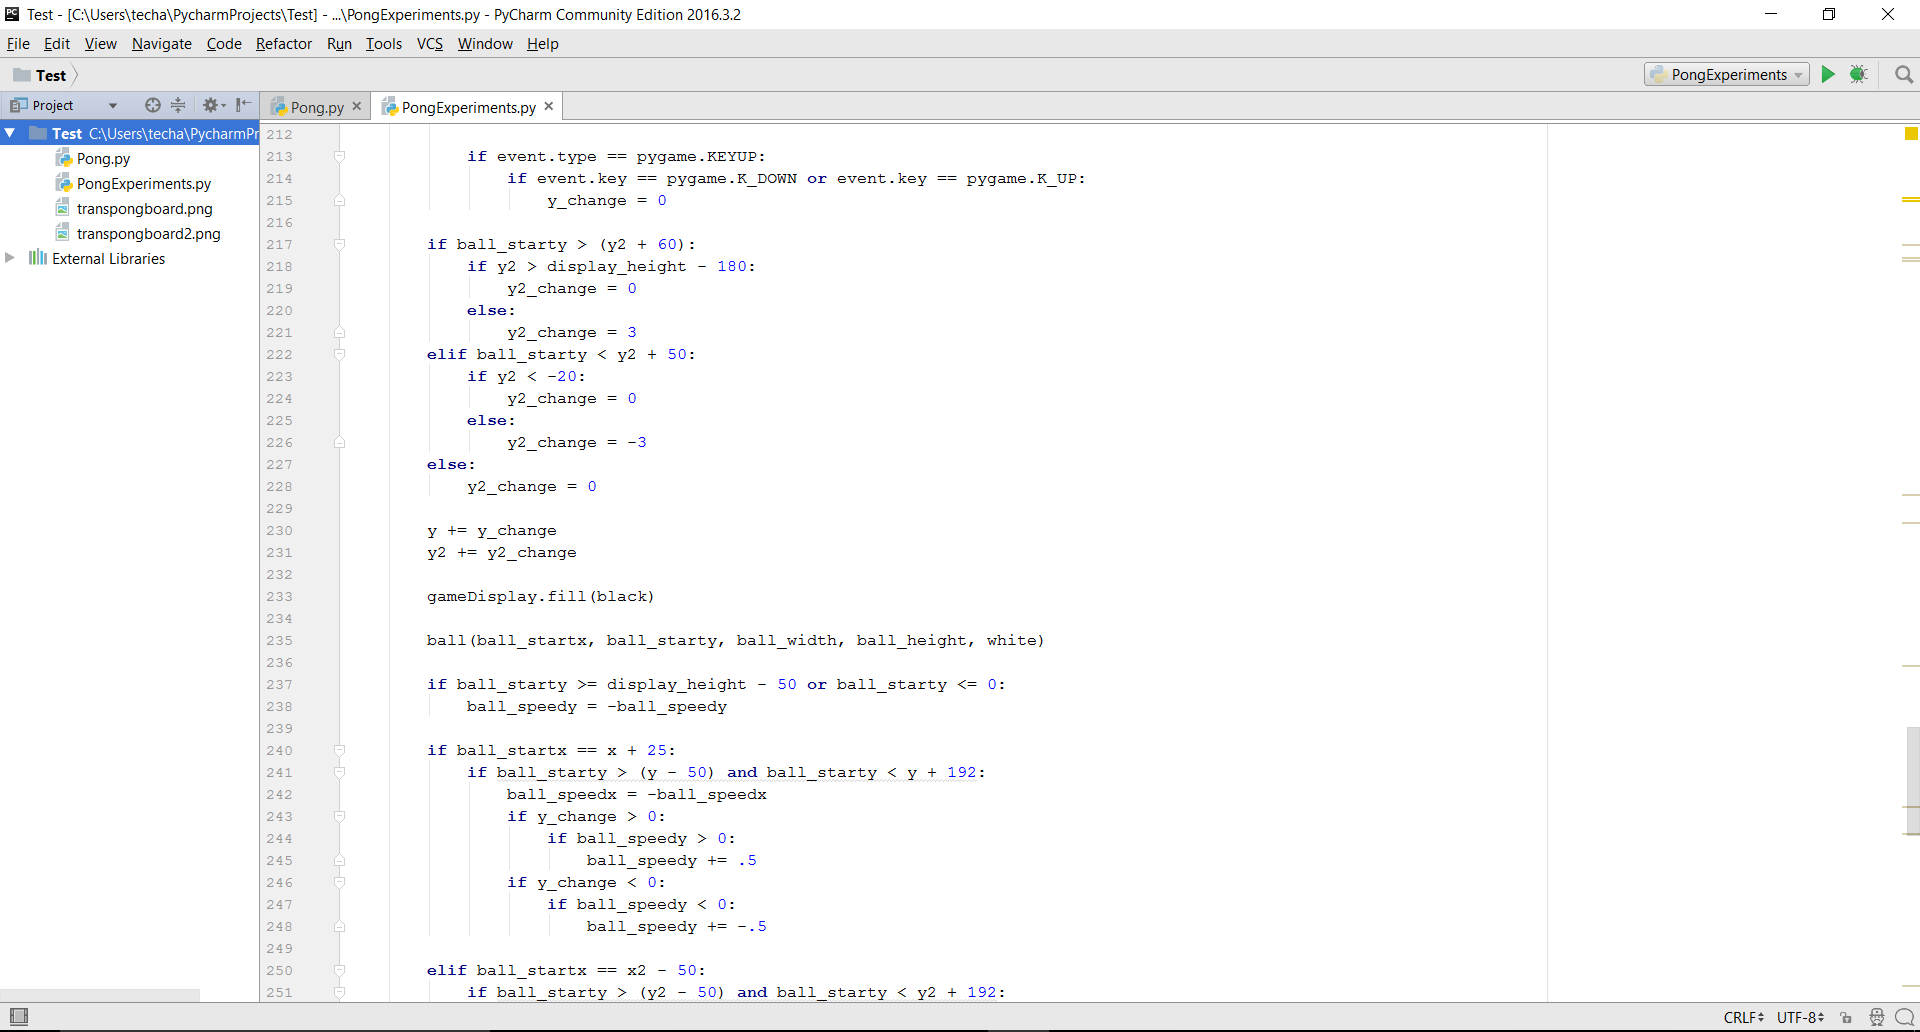 PC Test - [C:\Users\techa\PycharmProjects\Test] - ...\PongExperiments.py - PyCharm Community Edition 2016.3.2
File Edit View Navigate Code Refactor Run Tools VCS Window Help
Test PongExperiments
Project Pong.py PongExperiments.py
Test C:\Users\techa\PycharmPr
Pong.py
PongExperiments.py
transpongboard.png
transpongboard2.png
External Libraries
212
213 if event.type == pygame.KEYUP:
214 if event.key == pygame.K_DOWN or event.key == pygame.K_UP:
215 y_change = 0
216
217 if ball_starty > (y2 + 60):
218 if y2 > display_height - 180:
219 y2_change = 0
220 else:
221 y2_change = 3
222 elif ball_starty < y2 + 50:
223 if y2 < -20:
224 y2_change = 0
225 else:
226 y2_change = -3
227 else:
228 y2_change = 0
229
230 y += y_change
231 y2 += y2_change
232
233 gameDisplay.fill(black)
234
235 ball(ball_startx, ball_starty, ball_width, ball_height, white)
236
237 if ball_starty >= display_height - 50 or ball_starty <= 0:
238 ball_speedy = -ball_speedy
239
240 if ball_startx == x + 25:
241 if ball_starty > (y - 50) and ball_starty < y + 192:
242 ball_speedx = -ball_speedx
243 if y_change > 0:
244 if ball_speedy > 0:
245 ball_speedy += .5
246 if y_change < 0:
247 if ball_speedy < 0:
248 ball_speedy += -.5
249
250 elif ball_startx == x2 - 50:
251 if ball_starty > (y2 - 50) and ball_starty < y2 + 192:
CRLF UTF-8